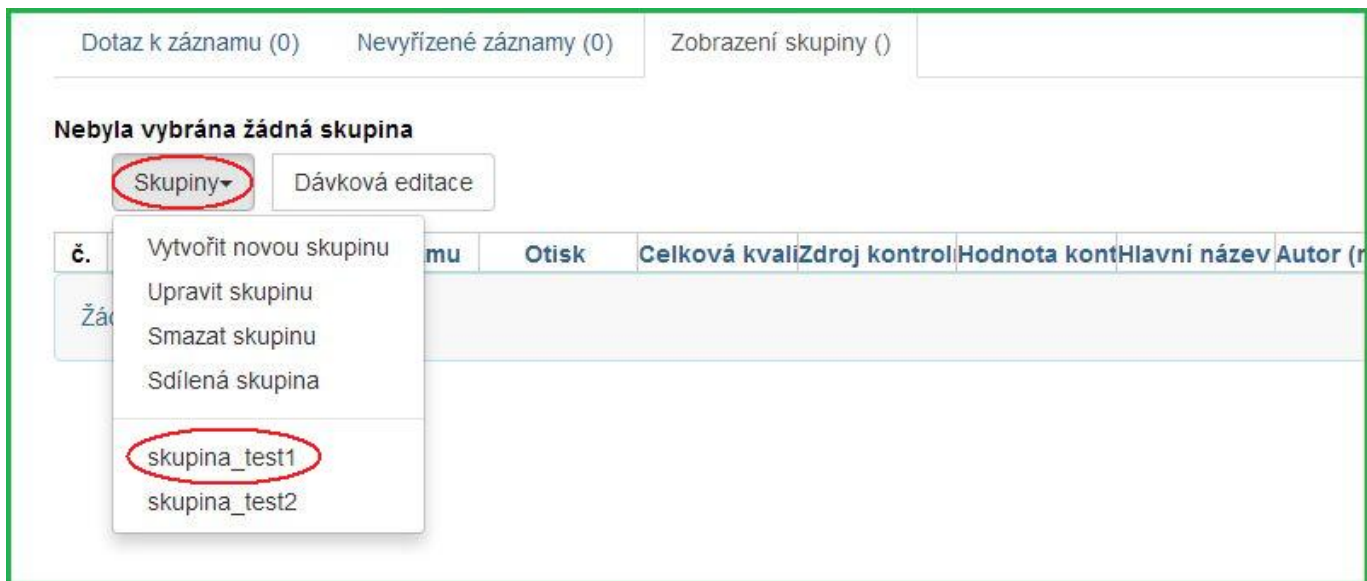 Dotaz k záznamu (0) Nevyřízené záznamy (0) Zobrazení skupiny ()
Nebyla vybrána žádná skupina
Skupiny Dávková editace
č. mu Otisk Celková kvali Zdroj kontrol Hodnota kont Hlavní název Autor (r
Vytvořit novou skupinu
Upravit skupinu
Žád
Smazat skupinu
Sdílená skupina
skupina_test1
skupina_test2